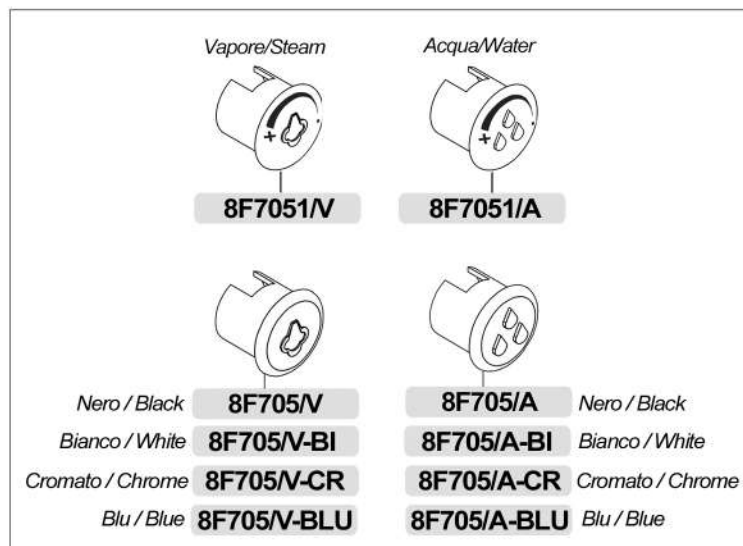 Vapore/Steam Acqua/Water
+ +
8F7051/V 8F7051/A
Nero / Black 8F705/V 8F705/A Nero / Black
Bianco / White 8F705/V-BI 8F705/A-BI Bianco / White
Cromato / Chrome 8F705/V-CR 8F705/A-CR Cromato / Chrome
Blu / Blue 8F705/V-BLU 8F705/A-BLU Blu / Blue